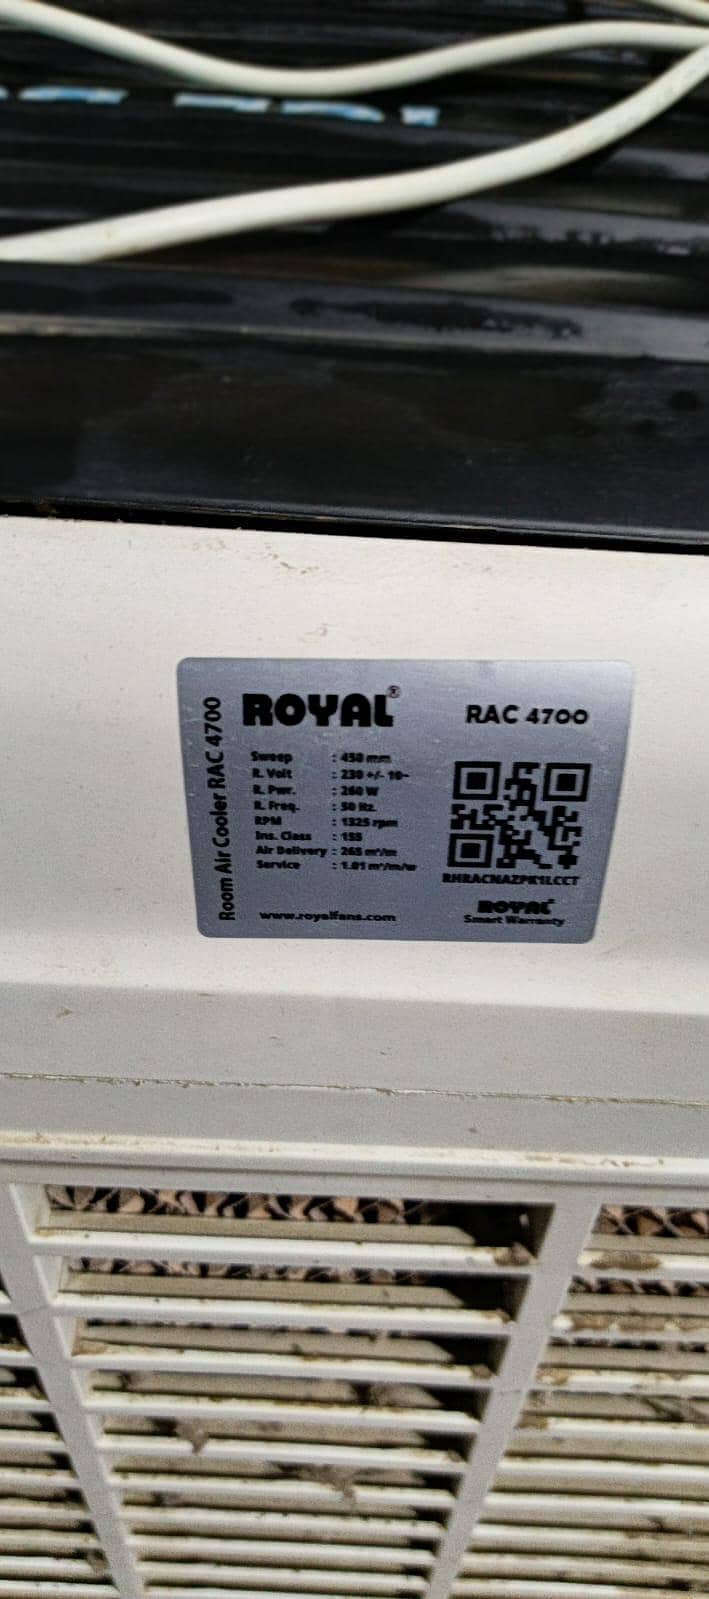 ROYAL®
RAC 4700
Room Air Cooler RAC 4700
Sweep : 450 mm
R. Volt : 230 +/- 10~
R. Pwr. : 260 W
R. Freq. : 50 Hz.
RPM : 1325 rpm
Ins. Class : 155
Air Delivery : 265 m³/m
Service : 1.01 m³/m/w
RHRACNAZPK1LCCT
www.royalfans.com
ROYAL®
Smart Warranty